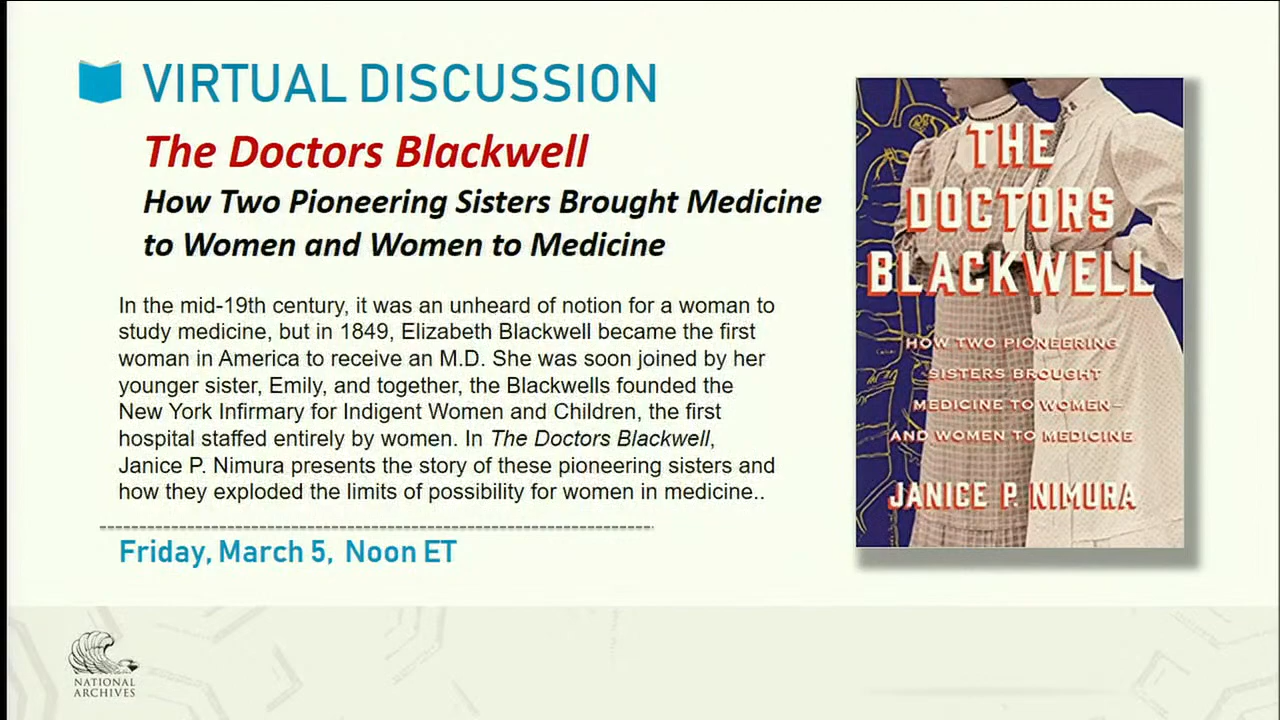 VIRTUAL DISCUSSION
The Doctors Blackwell
How Two Pioneering Sisters Brought Medicine
to Women and Women to Medicine
In the mid-19th century, it was an unheard of notion for a woman to
study medicine, but in 1849, Elizabeth Blackwell became the first
woman in America to receive an M.D. She was soon joined by her
younger sister, Emily, and together, the Blackwells founded the
New York Infirmary for Indigent Women and Children, the first
hospital staffed entirely by women. In The Doctors Blackwell,
Janice P. Nimura presents the story of these pioneering sisters and
how they exploded the limits of possibility for women in medicine..
Friday, March 5, Noon ET
THE
DOCTORS
BLACKWELL
HOW TWO PIONEERING
SISTERS BROUGHT
MEDICINE TO WOMEN–
AND WOMEN TO MEDICINE
JANICE P. NIMURA
NATIONAL
ARCHIVES